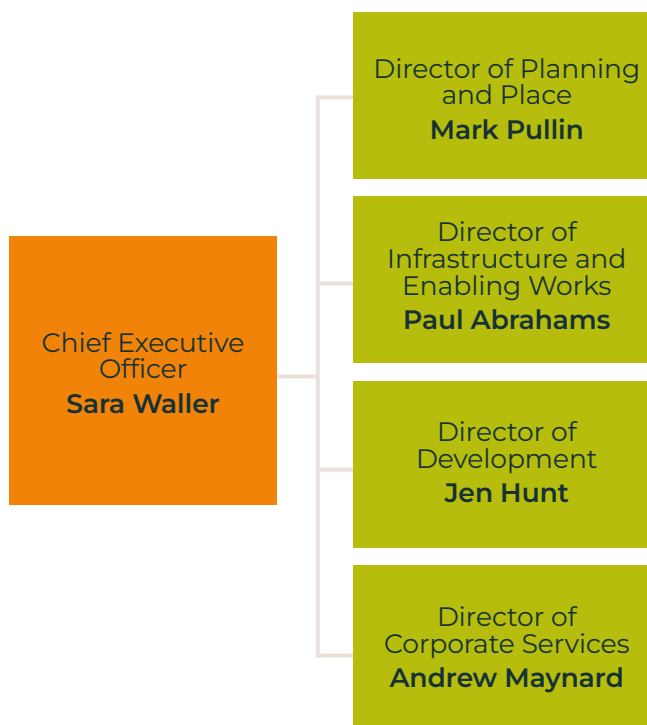 Director of Planning
and Place
Mark Pullin
Director of
Infrastructure and
Enabling Works
Paul Abrahams
Chief Executive
Officer
Sara Waller
Director of
Development
Jen Hunt
Director of
Corporate Services
Andrew Maynard